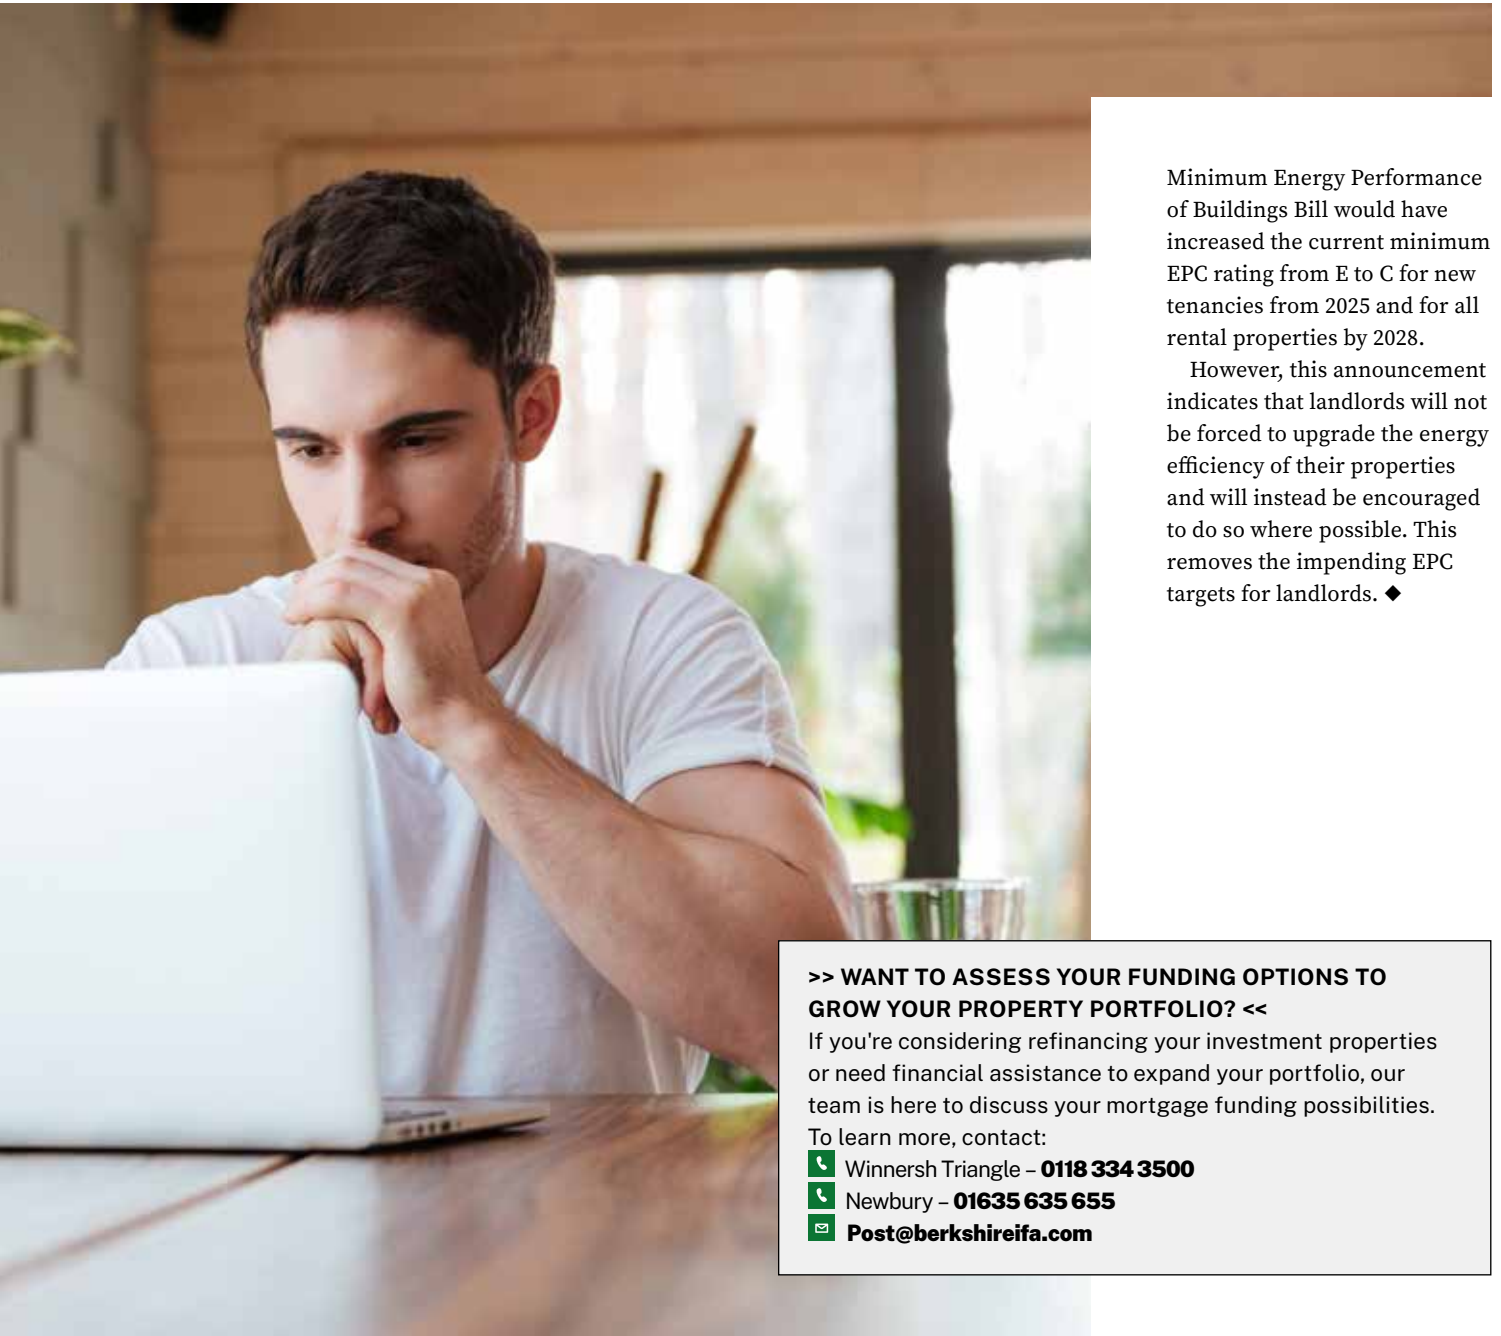 Minimum Energy Performance
of Buildings Bill would have
increased the current minimum
EPC rating from E to C for new
tenancies from 2025 and for all
rental properties by 2028.
However, this announcement
indicates that landlords will not
be forced to upgrade the energy
efficiency of their properties
and will instead be encouraged
to do so where possible. This
removes the impending EPC
targets for landlords. ◆
>> WANT TO ASSESS YOUR FUNDING OPTIONS TO
GROW YOUR PROPERTY PORTFOLIO? <<
If you're considering refinancing your investment properties
or need financial assistance to expand your portfolio, our
team is here to discuss your mortgage funding possibilities.
To learn more, contact:
Winnersh Triangle – 0118 334 3500
Newbury – 01635 635 655
Post@berkshireifa.com